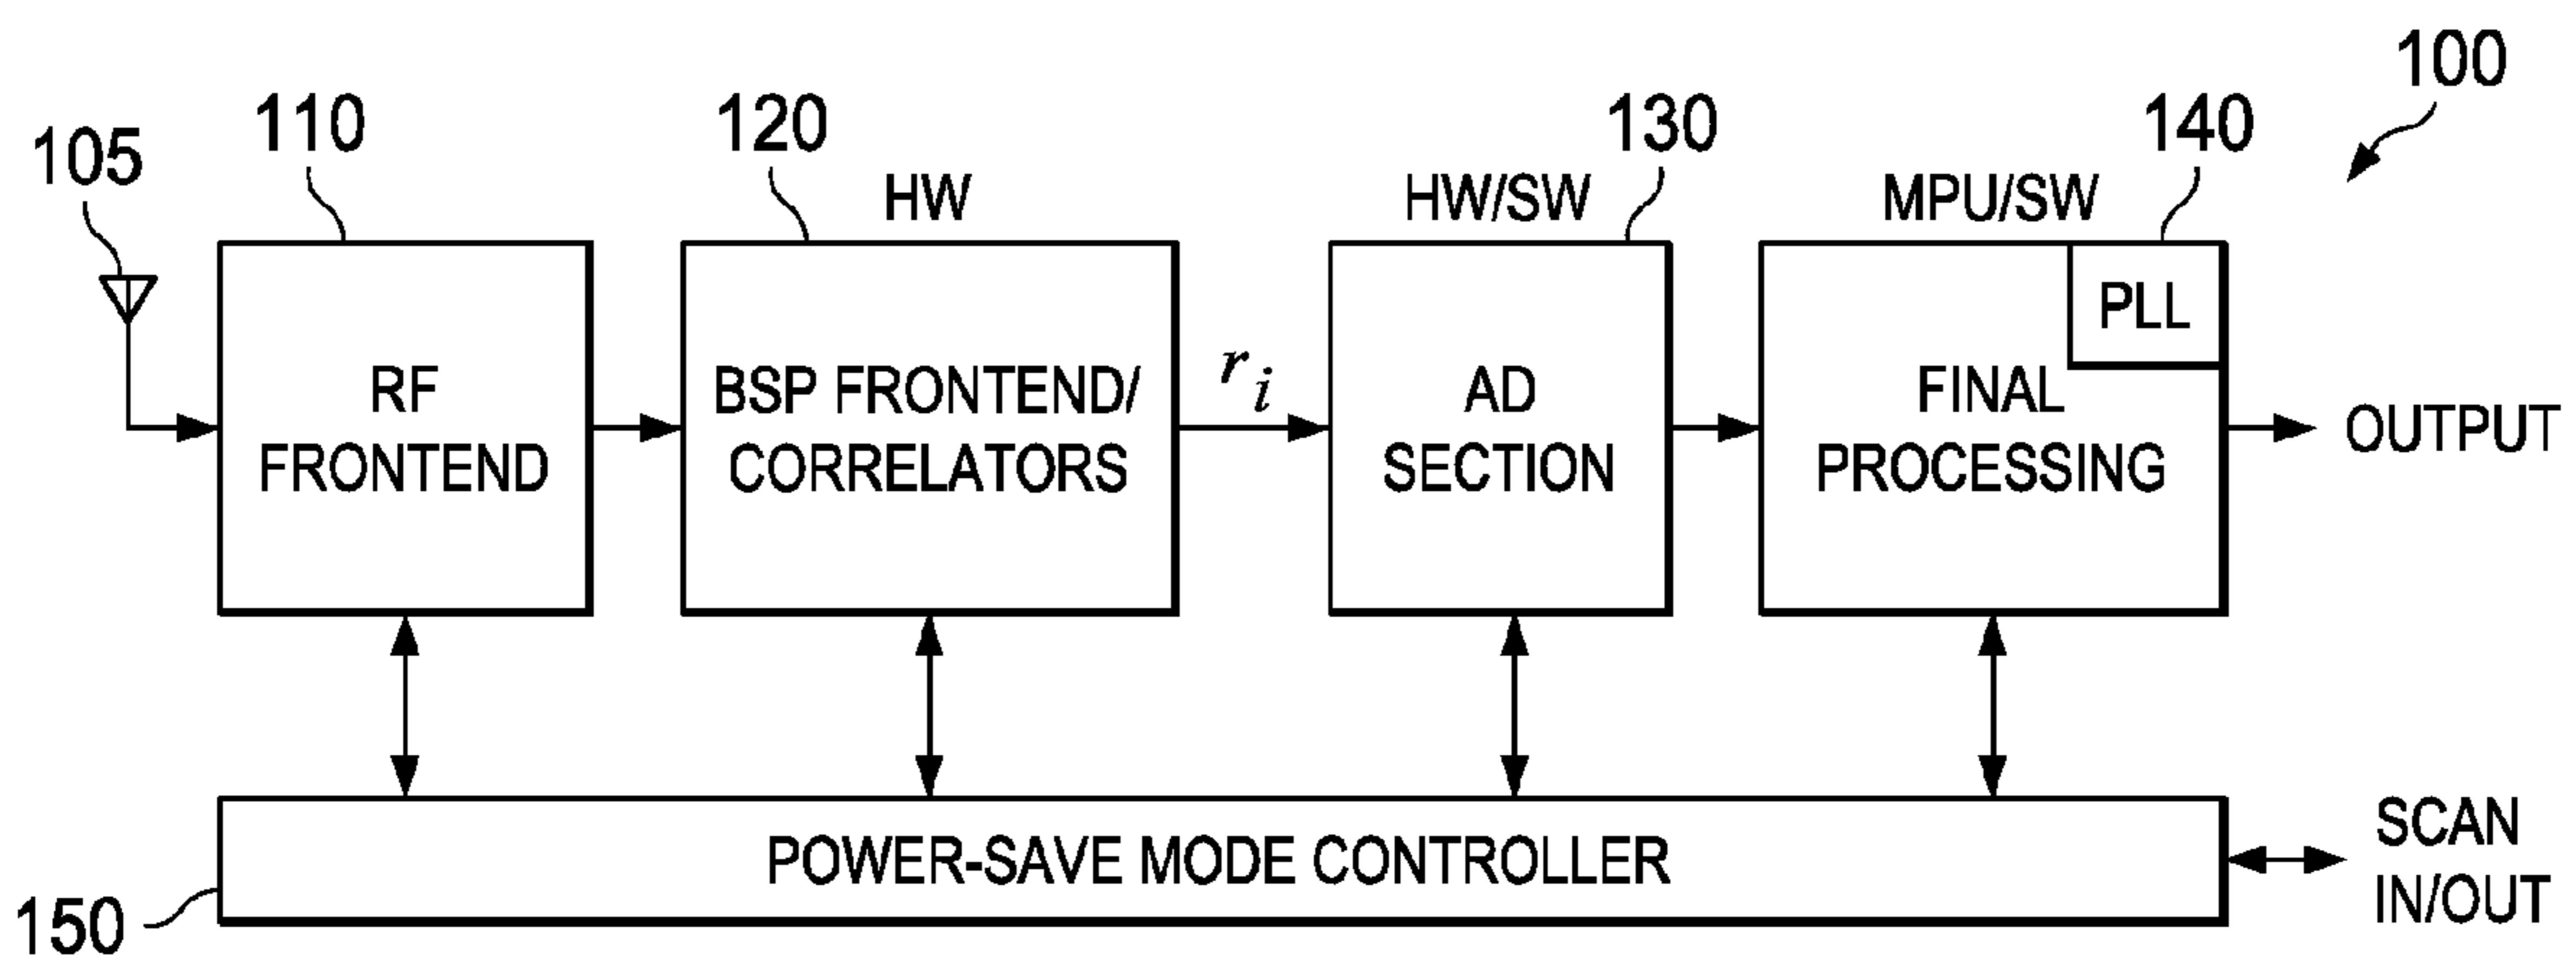 100
105
110
120
130
140
HW
HW/SW
MPU/SW
PLL
RF
FRONTEND
BSP FRONTEND/
CORRELATORS
r i
AD
SECTION
FINAL
PROCESSING
OUTPUT
POWER-SAVE MODE CONTROLLER
150
SCAN
IN/OUT